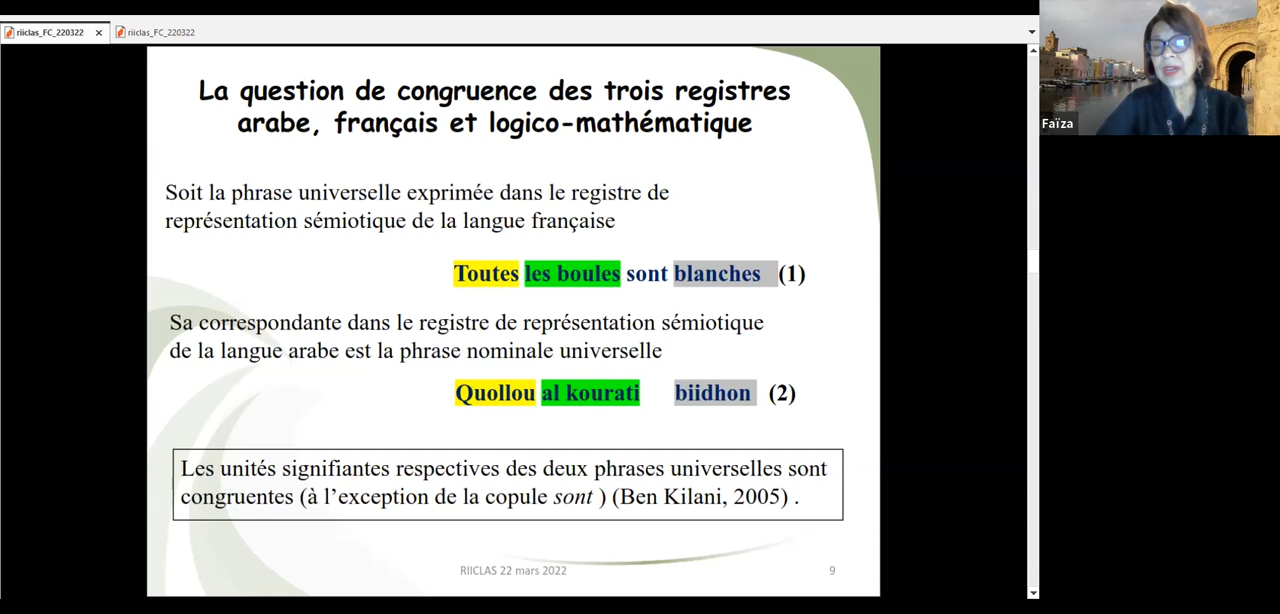 riiclas_FC_220322
riiclas_FC_220322
La question de congruence des trois registres
arabe, français et logico-mathématique
Soit la phrase universelle exprimée dans le registre de
représentation sémiotique de la langue française
Toutes les boules sont blanches (1)
Sa correspondante dans le registre de représentation sémiotique
de la langue arabe est la phrase nominale universelle
Quollou al kourati biidhon (2)
Les unités signifiantes respectives des deux phrases universelles sont
congruentes (à l’exception de la copule sont ) (Ben Kilani, 2005) .
RIICLAS 22 mars 2022
9
Faïza